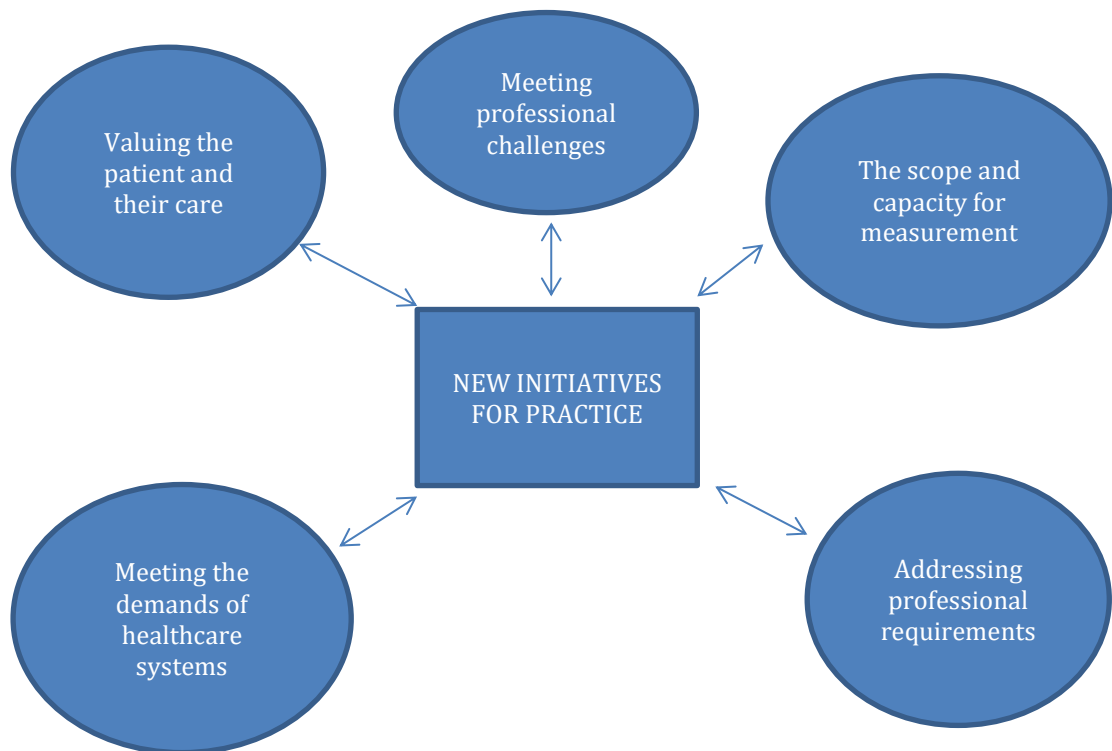 Valuing the
patient and
their care
Meeting
professional
challenges
The scope and
capacity for
measurement
NEW INITIATIVES
FOR PRACTICE
Meeting the
demands of
healthcare
systems
Addressing
professional
requirements